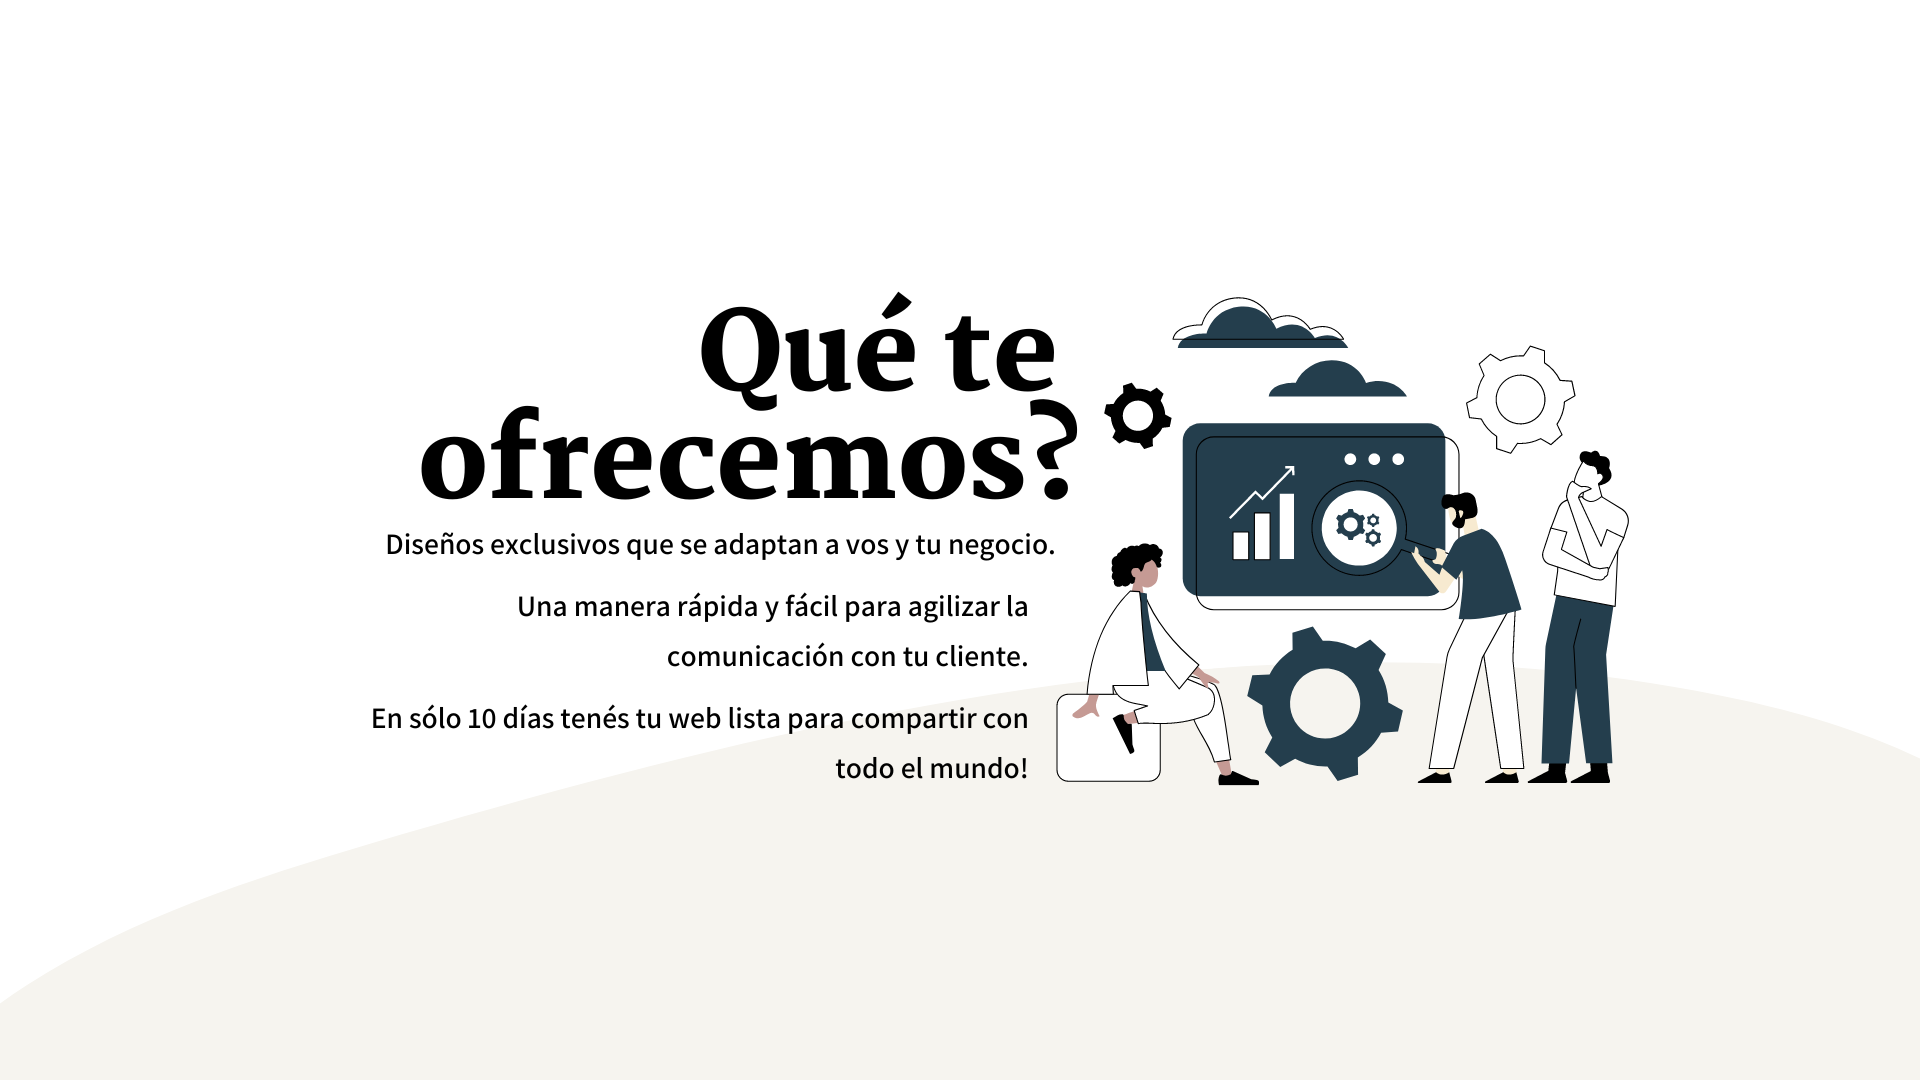 Qué te
ofrecemos?
Diseños exclusivos que se adaptan a vos y tu negocio.
Una manera rápida y fácil para agilizar la
comunicación con tu cliente.
En sólo 10 días tenés tu web lista para compartir con
todo el mundo!